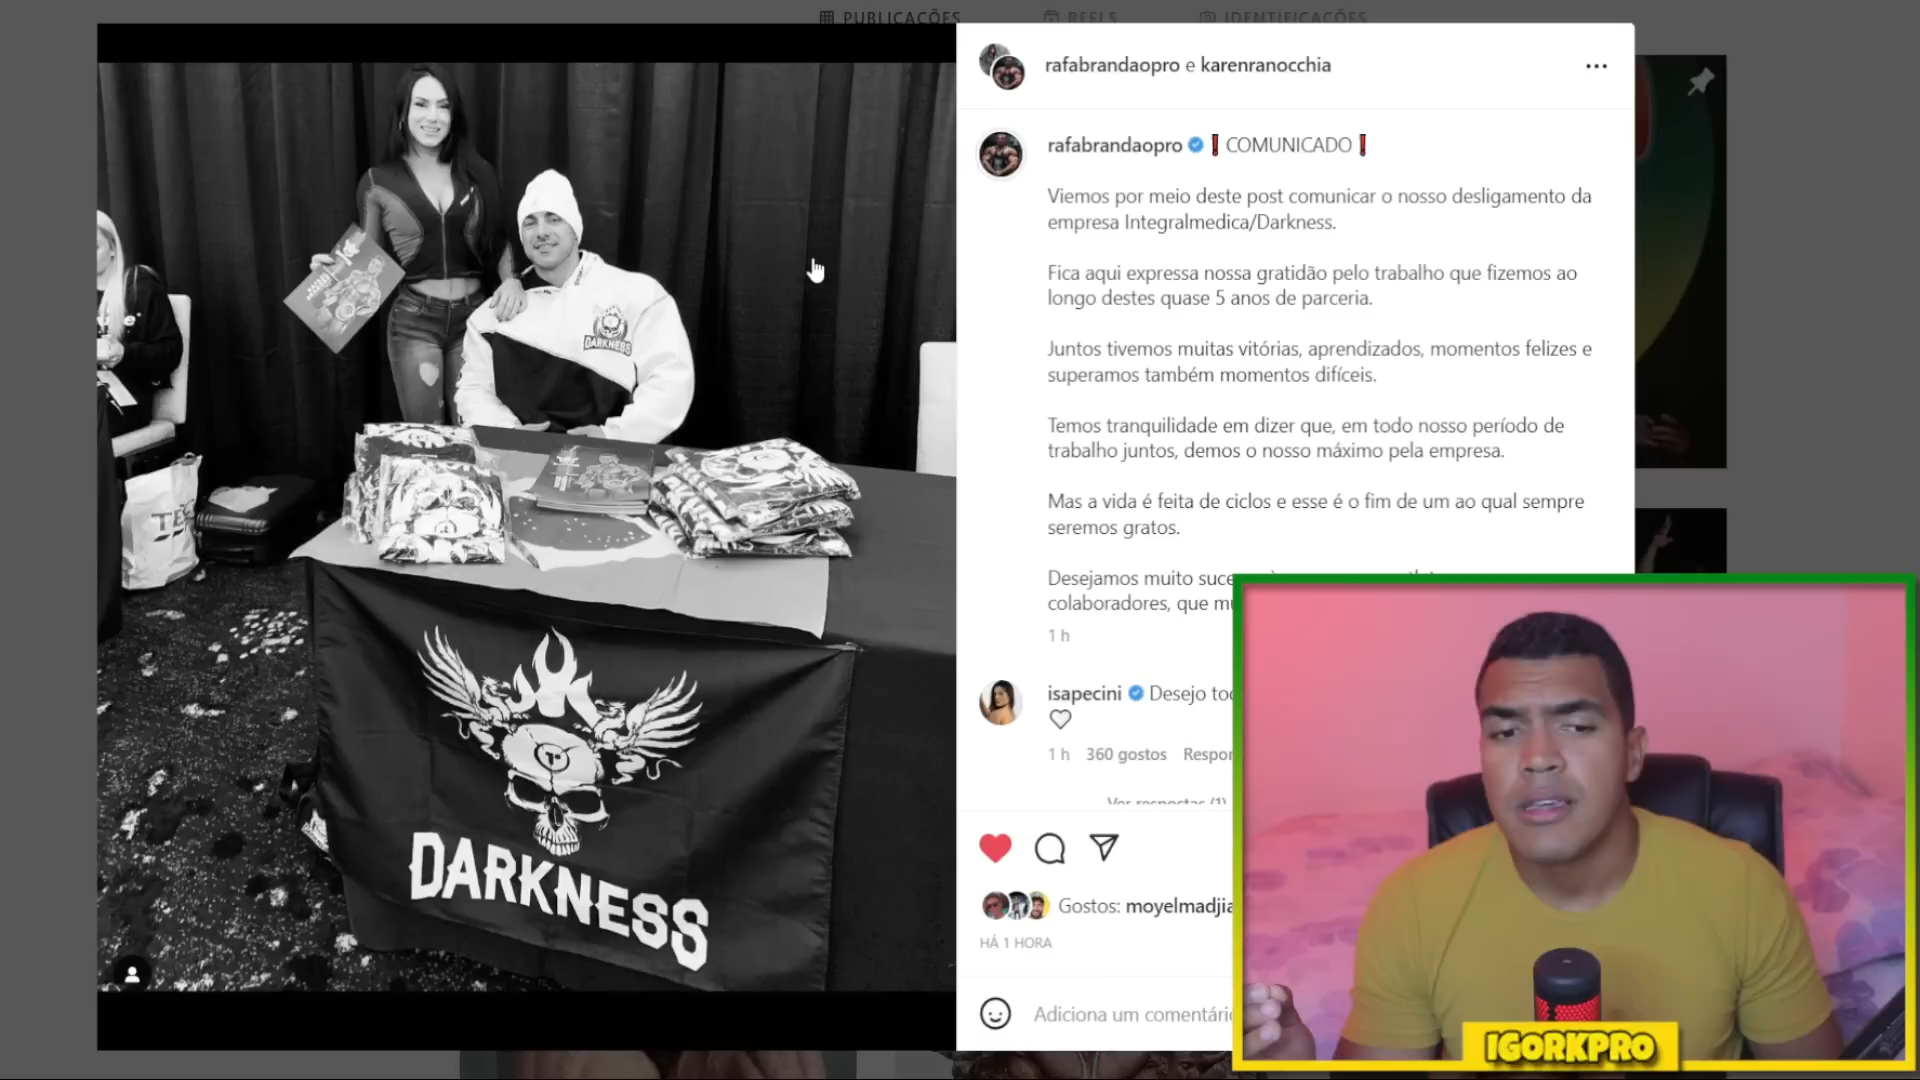 PUBLICAÇÕES
REELS
IDENTIFICAÇÕES
rafabrandaopro e karenranocchia
rafabrandaopro ❗COMUNICADO❗
Viemos por meio deste post comunicar o nosso desligamento da
empresa Integralmedica/Darkness.
Fica aqui expressa nossa gratidão pelo trabalho que fizemos ao
longo destes quase 5 anos de parceria.
Juntos tivemos muitas vitórias, aprendizados, momentos felizes e
superamos também momentos difíceis.
Temos tranquilidade em dizer que, em todo nosso período de
trabalho juntos, demos o nosso máximo pela empresa.
Mas a vida é feita de ciclos e esse é o fim de um ao qual sempre
seremos gratos.
Desejamos muito
colaboradores, que
1 h
isapecini Desejo
1 h 360 gostos
Ver respostas (1)
Gostos: moyelmadjia
HÁ 1 HORA
Adiciona um
DARKNESS
DARKNESS
IGORKPRO